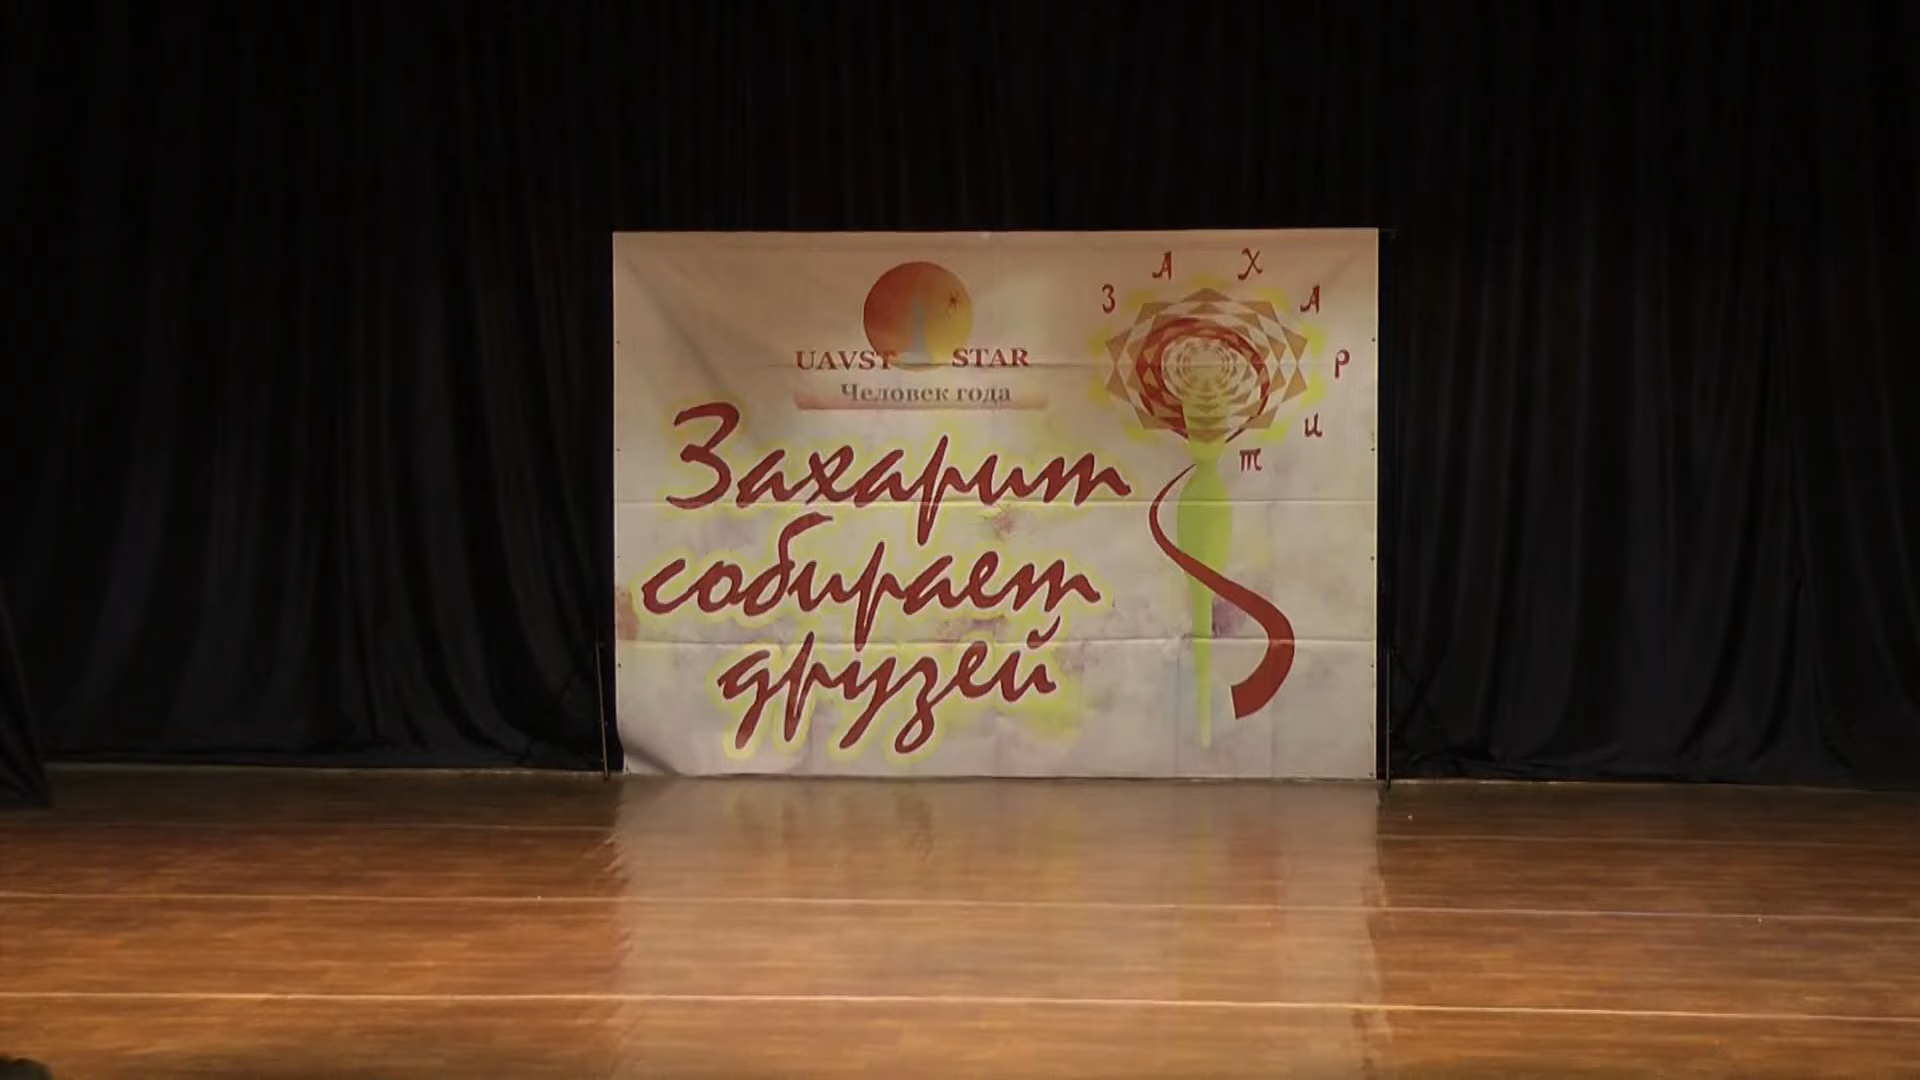 UAVST STAR
Человек года
ЗАХАРИТ
Захарит
собирает
друзей